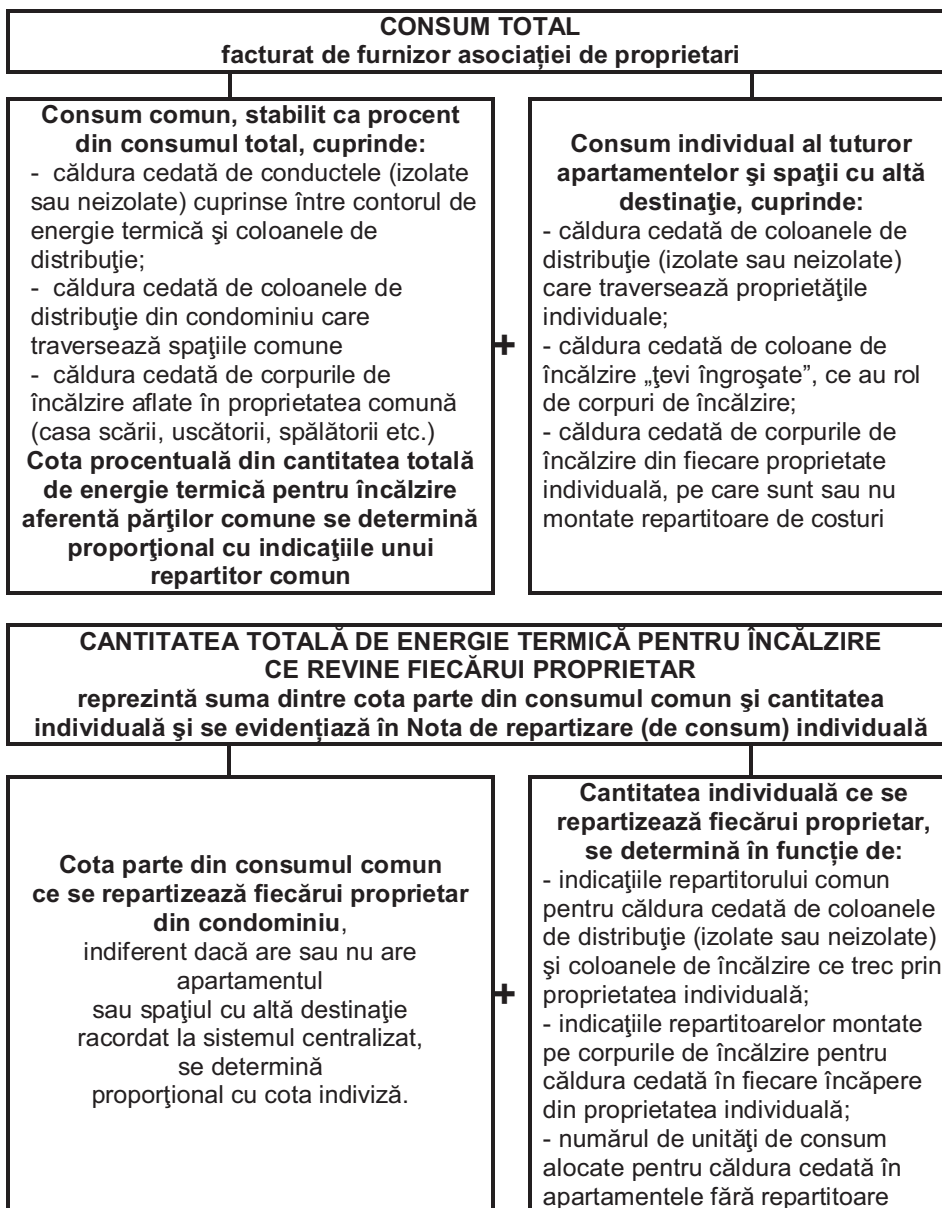 CONSUM TOTAL
facturat de furnizor asociației de proprietari
Consum comun, stabilit ca procent
din consumul total, cuprinde:
- căldura cedată de conductele (izolate
sau neizolate) cuprinse între contorul de
energie termică şi coloanele de
distribuţie;
- căldura cedată de coloanele de
distribuţie din condominiu care
traversează spaţiile comune
- căldura cedată de corpurile de
încălzire aflate în proprietatea comună
(casa scării, uscătorii, spălătorii etc.)
Cota procentuală din cantitatea totală
de energie termică pentru încălzire
aferentă părţilor comune se determină
proporţional cu indicaţiile unui
repartitor comun
+
Consum individual al tuturor
apartamentelor şi spaţii cu altă
destinaţie, cuprinde:
- căldura cedată de coloanele de
distribuţie (izolate sau neizolate)
care traversează proprietăţile
individuale;
- căldura cedată de coloane de
încălzire „ţevi îngroşate”, ce au rol
de corpuri de încălzire;
- căldura cedată de corpurile de
încălzire din fiecare proprietate
individuală, pe care sunt sau nu
montate repartitoare de costuri
CANTITATEA TOTALĂ DE ENERGIE TERMICĂ PENTRU ÎNCĂLZIRE
CE REVINE FIECĂRUI PROPRIETAR
reprezintă suma dintre cota parte din consumul comun şi cantitatea
individuală şi se evidențiază în Nota de repartizare (de consum) individuală
Cota parte din consumul comun
ce se repartizează fiecărui proprietar
din condominiu,
indiferent dacă are sau nu are
apartamentul
sau spaţiul cu altă destinaţie
racordat la sistemul centralizat,
se determină
proporţional cu cota indiviză.
+
Cantitatea individuală ce se
repartizează fiecărui proprietar,
se determină în funcție de:
- indicaţiile repartitorului comun
pentru căldura cedată de coloanele
de distribuţie (izolate sau neizolate)
şi coloanele de încălzire ce trec prin
proprietatea individuală;
- indicaţiile repartitoarelor montate
pe corpurile de încălzire pentru
căldura cedată în fiecare încăpere
din proprietatea individuală;
- numărul de unităţi de consum
alocate pentru căldura cedată în
apartamentele fără repartitoare